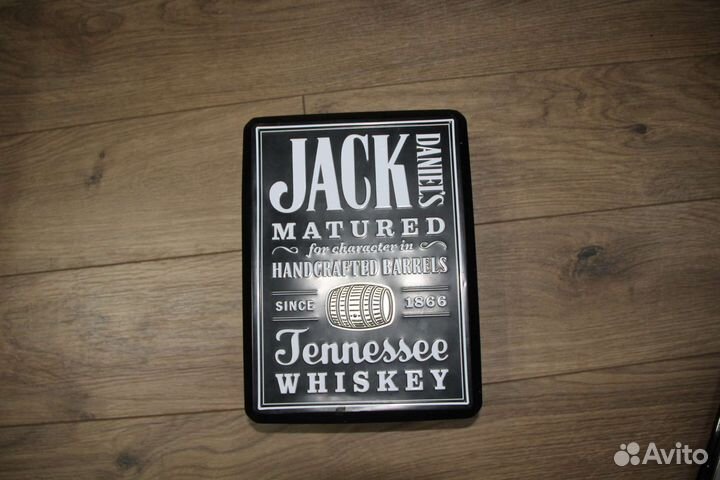 JACK DANIEL'S
MATURED
for character in
HANDCRAFTED BARRELS
SINCE 1866
Tennessee
WHISKEY
Avito